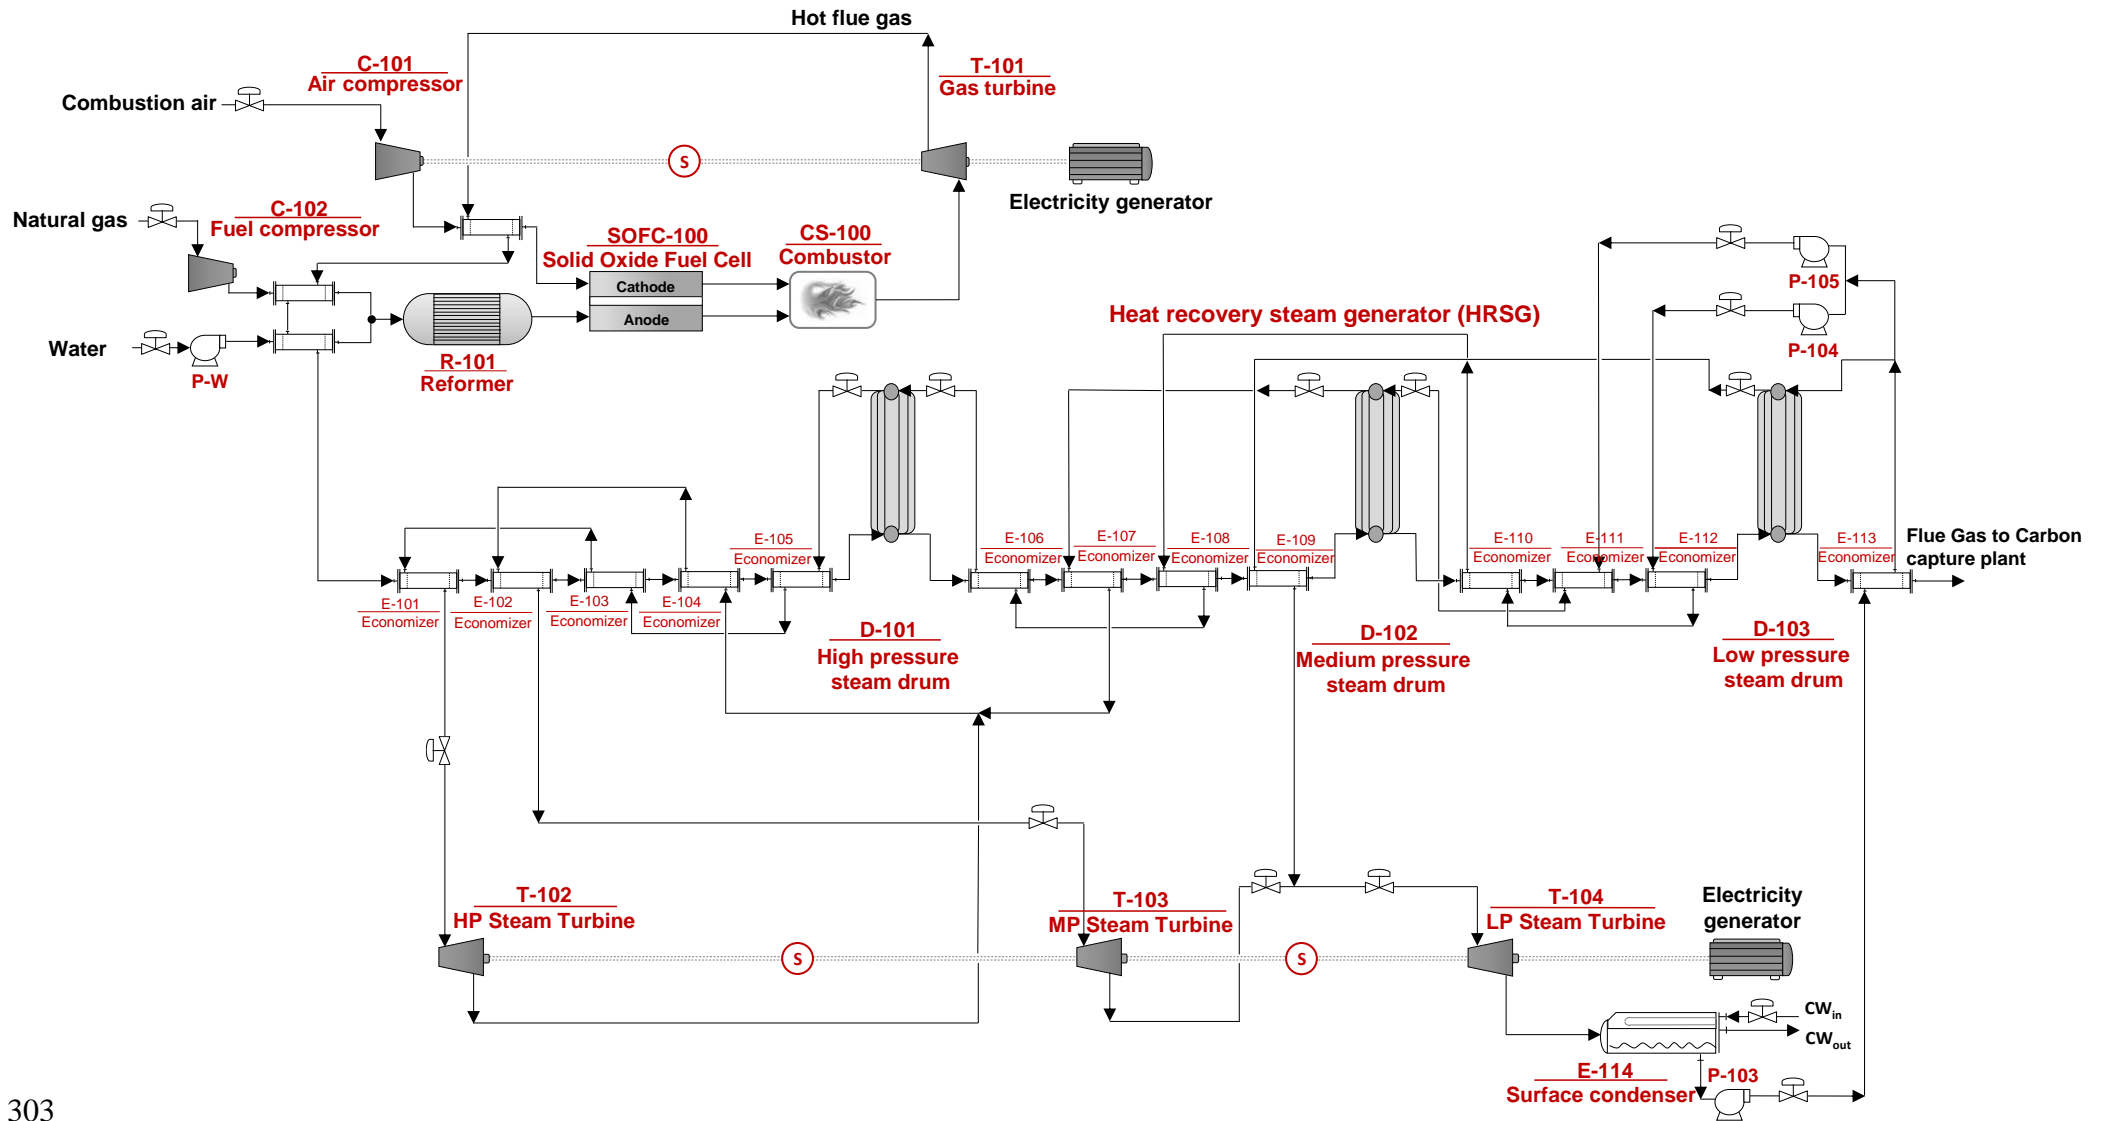 Hot flue gas
C-101
Air compressor
T-101
Gas turbine
Combustion air
S
Electricity generator
Natural gas
C-102
Fuel compressor
SOFC-100
Solid Oxide Fuel Cell
CS-100
Combustor
Cathode
Anode
Water
P-W
R-101
Reformer
Heat recovery steam generator (HRSG)
P-105
P-104
E-105
Economizer
E-106
Economizer
E-107
Economizer
E-108
Economizer
E-109
Economizer
E-110
Economizer
E-111
Economizer
E-112
Economizer
E-113
Economizer
Flue Gas to Carbon
capture plant
E-101
Economizer
E-102
Economizer
E-103
Economizer
E-104
Economizer
D-101
High pressure
steam drum
D-102
Medium pressure
steam drum
D-103
Low pressure
steam drum
T-102
HP Steam Turbine
T-103
MP Steam Turbine
T-104
LP Steam Turbine
Electricity
generator
S
S
CWin
CWout
E-114
Surface condenser
P-103
303